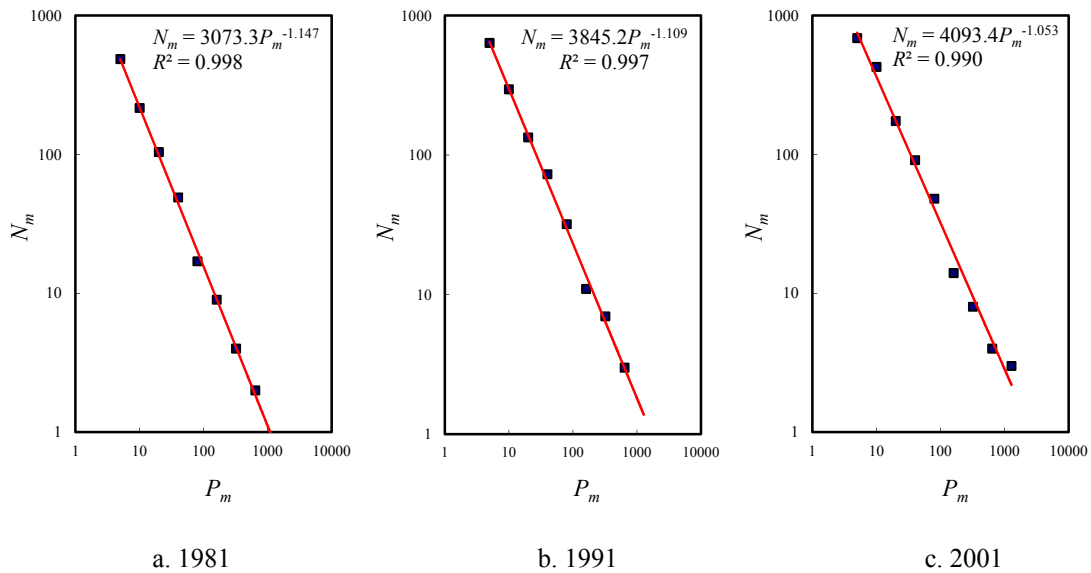 1000
100
10
1
1 10 100 1000 10000
N_m
P_m
N_m = 3073.3P_m^-1.147
R² = 0.998
a. 1981
1000
100
10
1
1 10 100 1000 10000
N_m
P_m
N_m = 3845.2P_m^-1.109
R² = 0.997
b. 1991
1000
100
10
1
1 10 100 1000 10000
N_m
P_m
N_m = 4093.4P_m^-1.053
R² = 0.990
c. 2001